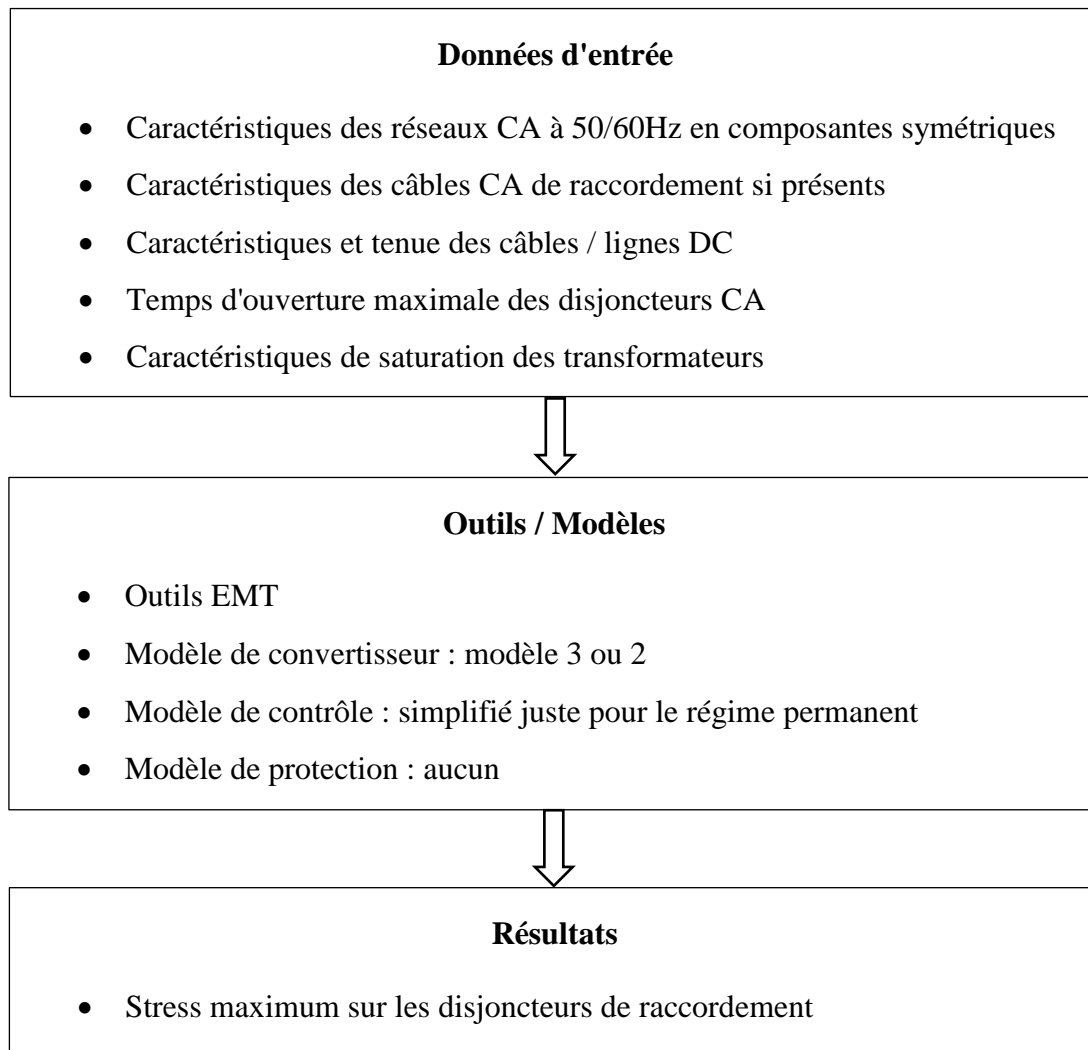 Données d'entrée
• Caractéristiques des réseaux CA à 50/60Hz en composantes symétriques
• Caractéristiques des câbles CA de raccordement si présents
• Caractéristiques et tenue des câbles / lignes DC
• Temps d'ouverture maximale des disjoncteurs CA
• Caractéristiques de saturation des transformateurs
Outils / Modèles
• Outils EMT
• Modèle de convertisseur : modèle 3 ou 2
• Modèle de contrôle : simplifié juste pour le régime permanent
• Modèle de protection : aucun
Résultats
• Stress maximum sur les disjoncteurs de raccordement